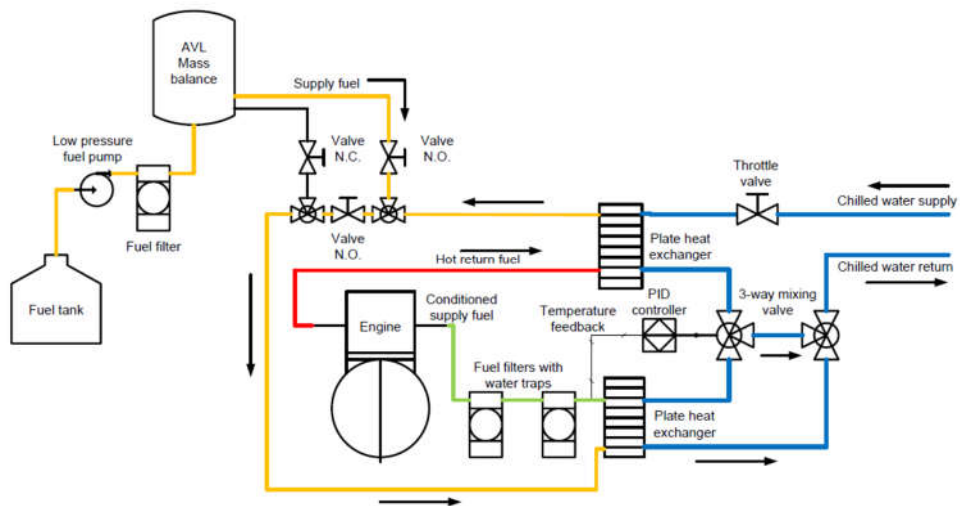 AVL
Mass
balance
Supply fuel
Low pressure
fuel pump
Valve
N.C.
Valve
N.O.
Throttle
valve
Chilled water supply
Fuel filter
Valve
N.O.
Plate heat
exchanger
Hot return fuel
Chilled water return
Fuel tank
Engine
Conditioned
supply fuel
Temperature
feedback
PID
controller
3-way mixing
valve
Fuel filters with
water traps
Plate heat
exchanger